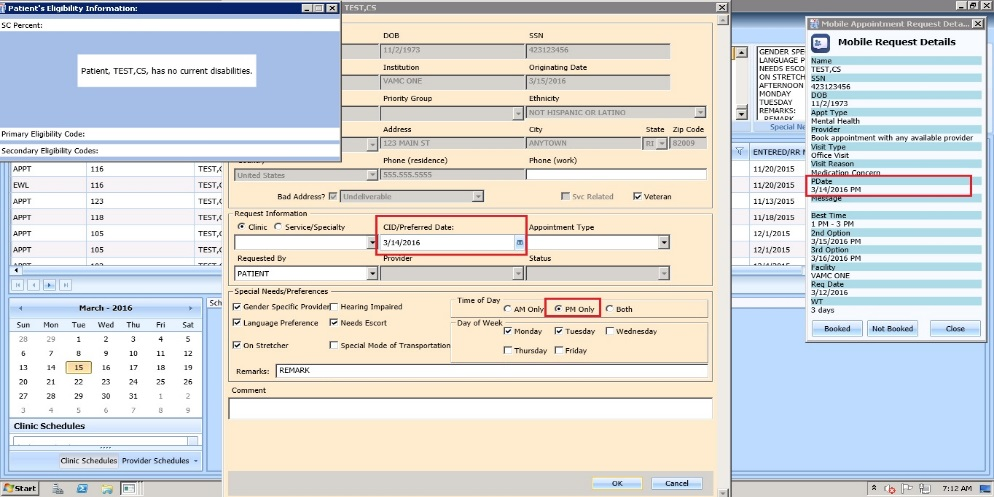 Patient's Eligibility Information:
SC Percent:
Patient, TEST,CS, has no current disabilities.
Primary Eligibility Code:
Secondary Eligibility Codes:
APPT 116 TEST,C
EWL 116 TEST,C
APPT 123 TEST,C
APPT 118 TEST,C
APPT 105 TEST,C
APPT 105 TEST,C
March - 2016
Sun Mon Tue Wed Thu Fri Sat
28 29 1 2 3 4 5
6 7 8 9 10 11 12
13 14 15 16 17 18 19
20 21 22 23 24 25 26
27 28 29 30 31 1 2
3 4 5 6 7 8 9
Clinic Schedules
Clinic Schedules Provider Schedules
Sch
TEST,CS
DOB SSN
11/2/1973 423123456
Institution Originating Date
VAMC ONE 3/15/2016
Priority Group Ethnicity
NOT HISPANIC OR LATINO
Address City State Zip Code
123 MAIN ST ANYTOWN RI 82009
Country Phone (residence) Phone (work)
United States 555.555.5555
Bad Address? Undeliverable Svc Related Veteran
Request Information
Clinic Service/Specialty CID/Preferred Date: Appointment Type
3/14/2016
Requested By Provider Status
PATIENT
Special Needs/Preferences
Gender Specific Provider Hearing Impaired
Language Preference Needs Escort
On Stretcher Special Mode of Transportation
Time of Day
AM Only PM Only Both
Day of Week
Monday Tuesday Wednesday
Thursday Friday
Remarks: REMARK
Comment
OK Cancel
GENDER SPE
LANGUAGE P
NEEDS ESCO
ON STRETCH
AFTERNOON
MONDAY
TUESDAY
REMARKS:
REMARK
Special Ne
ENTERED/RR
11/20/2015
11/20/2015
11/13/2015
11/18/2015
12/1/2015
12/1/2015
Mobile Appointment Request Deta...
Mobile Request Details
Name
TEST,CS
SSN
423123456
DOB
11/2/1973
Appt Type
Mental Health
Provider
Book appointment with any available provider
Visit Type
Office Visit
Visit Reason
Medication Concern
PDate
3/14/2016 PM
Message
Best Time
1 PM - 3 PM
2nd Option
3/15/2016 PM
3rd Option
3/16/2016 PM
Facility
VAMC ONE
Req Date
3/12/2016
WT
3 days
Booked Not Booked Close
Start
7:12 AM